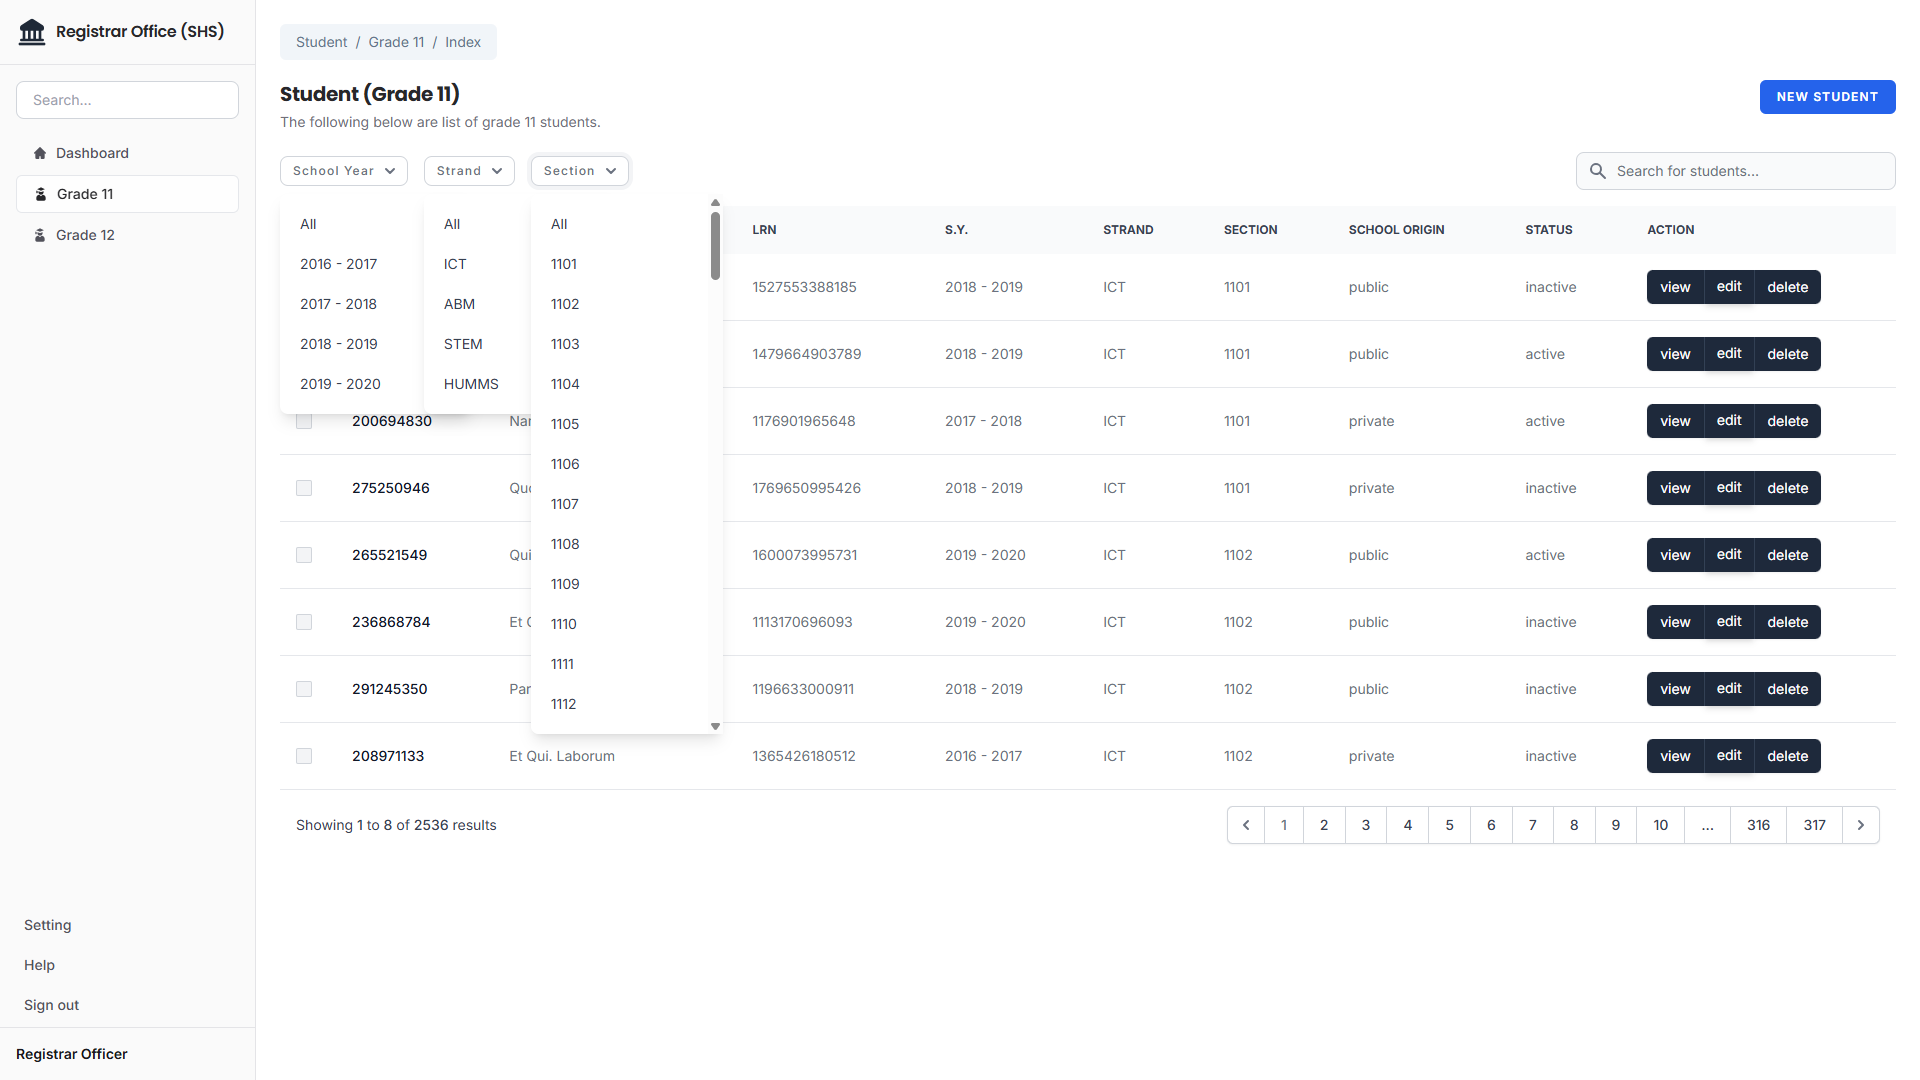 Registrar Office (SHS)
Search...
Dashboard
Grade 11
Grade 12
Setting
Help
Sign out
Registrar Officer
Student / Grade 11 / Index
Student (Grade 11)
The following below are list of grade 11 students.
NEW STUDENT
School Year
Strand
Section
Search for students...
All
2016 - 2017
2017 - 2018
2018 - 2019
2019 - 2020
All
ICT
ABM
STEM
HUMMS
All
1101
1102
1103
1104
1105
1106
1107
1108
1109
1110
1111
1112
LRN S.Y. STRAND SECTION SCHOOL ORIGIN STATUS ACTION
1527553388185 2018 - 2019 ICT 1101 public inactive view edit delete
1479664903789 2018 - 2019 ICT 1101 public active view edit delete
200694830 1176901965648 2017 - 2018 ICT 1101 private active view edit delete
275250946 1769650995426 2018 - 2019 ICT 1101 private inactive view edit delete
265521549 Qui 1600073995731 2019 - 2020 ICT 1102 public active view edit delete
236868784 Et 1113170696093 2019 - 2020 ICT 1102 public inactive view edit delete
291245350 Par 1196633000911 2018 - 2019 ICT 1102 public inactive view edit delete
208971133 Et Qui. Laborum 1365426180512 2016 - 2017 ICT 1102 private inactive view edit delete
Showing 1 to 8 of 2536 results
1 2 3 4 5 6 7 8 9 10 ... 316 317